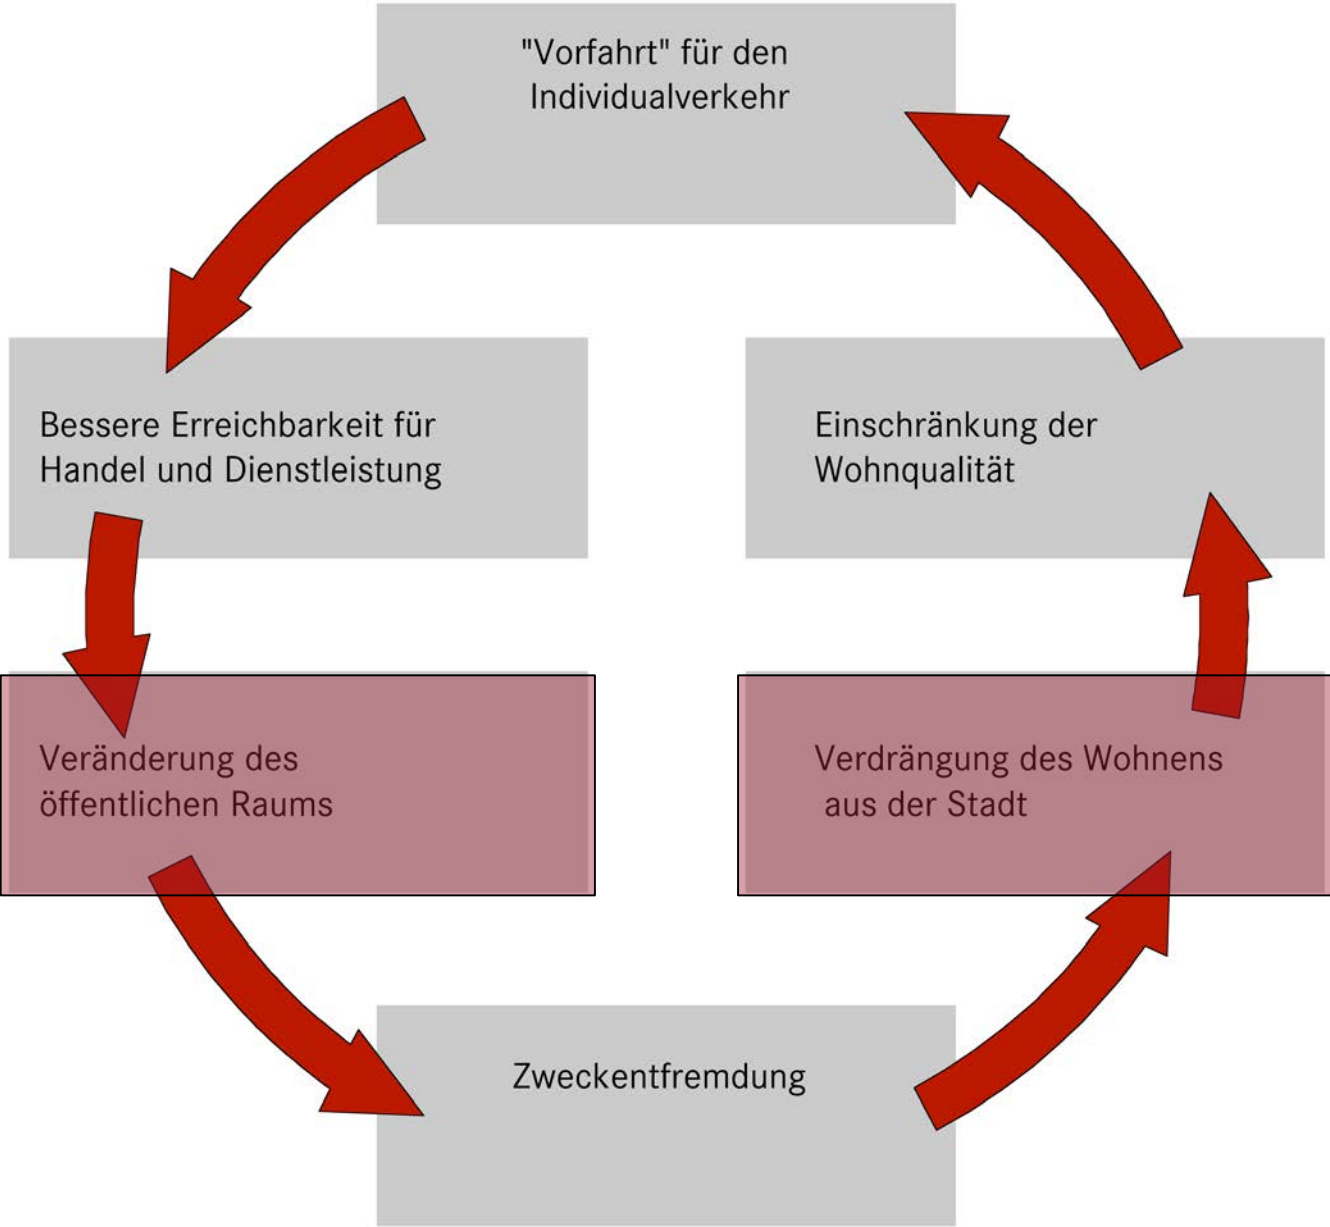 "Vorfahrt" für den
Individualverkehr
Bessere Erreichbarkeit für
Handel und Dienstleistung
Einschränkung der
Wohnqualität
Veränderung des
öffentlichen Raums
Verdrängung des Wohnens
aus der Stadt
Zweckentfremdung